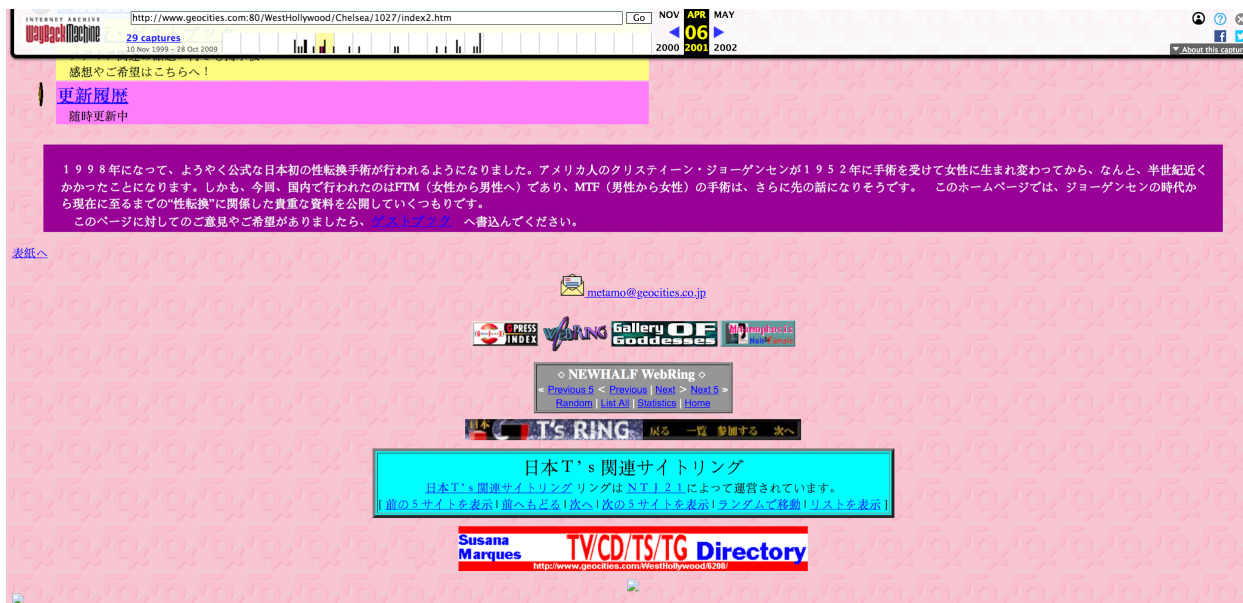 INTERNET ARCHIVE
WayBackMachine
http://www.geocities.com:80/WestHollywood/Chelsea/1027/index2.htm
Go
NOV APR MAY
06
2000 2001 2002
29 captures
10 Nov 1999 – 28 Oct 2009
▼ About this captur
感想やご希望はこちらへ!
更新履歴
随時更新中
1998年になって、ようやく公式な日本初の性転換手術が行われるようになりました。アメリカ人のクリスティーン・ジョーゲンセンが1952年に手術を受けて女性に生まれ変わってから、なんと、半世紀近く
かかったことになります。しかも、今回、国内で行われたのはFTM(女性から男性へ)であり、MTF(男性から女性)の手術は、さらに先の話になりそうです。 このホームページでは、ジョーゲンセンの時代か
ら現在に至るまでの“性転換”に関係した貴重な資料を公開していくつもりです。
このページに対してのご意見やご希望がありましたら、ゲストブック へ書込んでください。
表紙へ
metamo@geocities.co.jp
PRESS INDEX WEBRING Gallery OF Goddesses
◇ NEWHALF WebRing ◇
« Previous 5 < Previous | Next > Next 5 »
Random | List All | Statistics | Home
日本 T's RING 戻る 一覧 参加する 次へ
日本T's関連サイトリング
日本T's関連サイトリング リングは NT121によって運営されています。
[ 前の5サイトを表示 | 前へもどる | 次へ | 次の5サイトを表示 | ランダムで移動 | リストを表示 ]
Susana Marques TV/CD/TS/TG Directory
http://www.geocities.com/WestHollywood/6200/